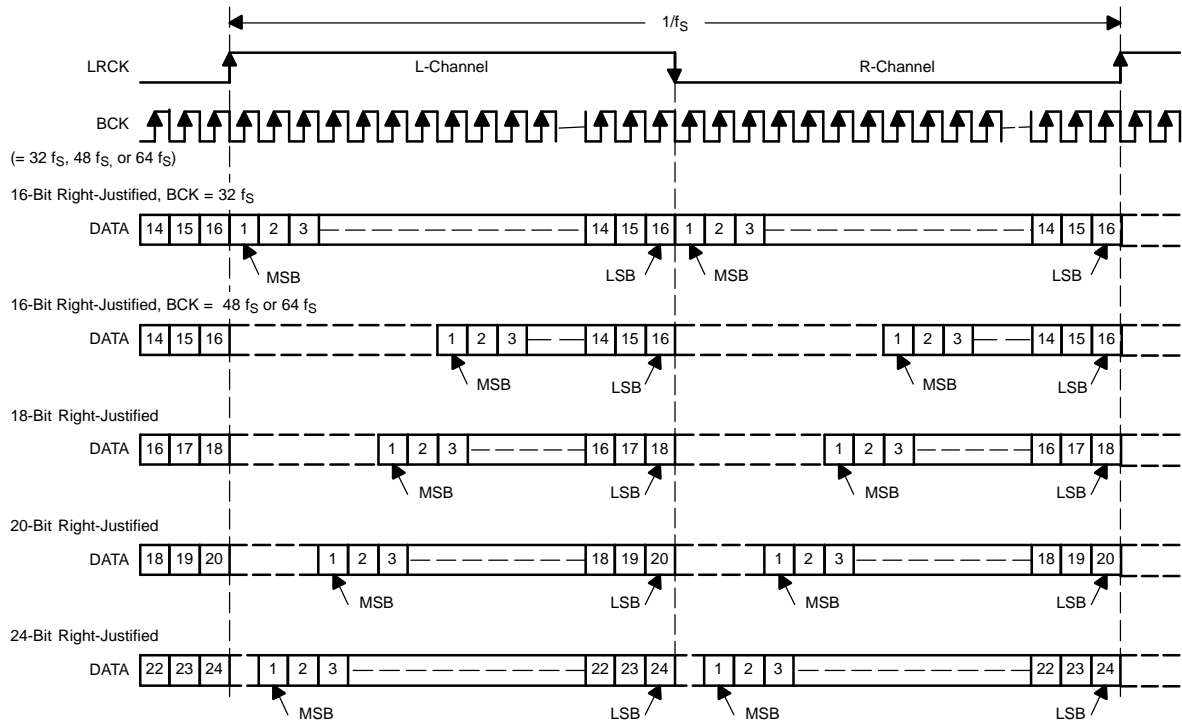 1/fS
LRCK L-Channel R-Channel
BCK
(= 32 fS, 48 fS, or 64 fS)
16-Bit Right-Justified, BCK = 32 fS
DATA 14 15 16 1 2 3 14 15 16 1 2 3 14 15 16
MSB LSB MSB LSB
16-Bit Right-Justified, BCK = 48 fS or 64 fS
DATA 14 15 16 1 2 3 14 15 16 1 2 3 14 15 16
MSB LSB MSB LSB
18-Bit Right-Justified
DATA 16 17 18 1 2 3 16 17 18 1 2 3 16 17 18
MSB LSB MSB LSB
20-Bit Right-Justified
DATA 18 19 20 1 2 3 18 19 20 1 2 3 18 19 20
MSB LSB MSB LSB
24-Bit Right-Justified
DATA 22 23 24 1 2 3 22 23 24 1 2 3 22 23 24
MSB LSB MSB LSB